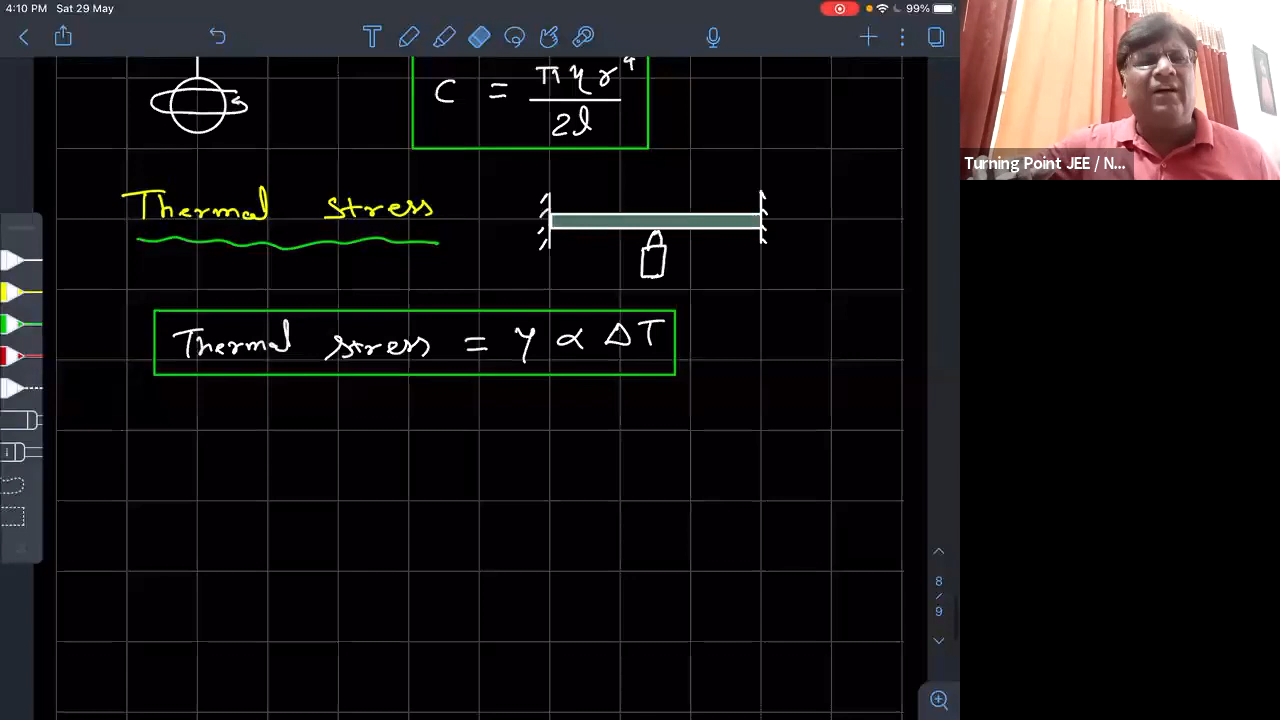 4:10 PM Sat 29 May
99%
C = πηr⁴/2l
Thermal stress
Thermal stress = Y α ΔT
8
/
9
Turning Point JEE / N...